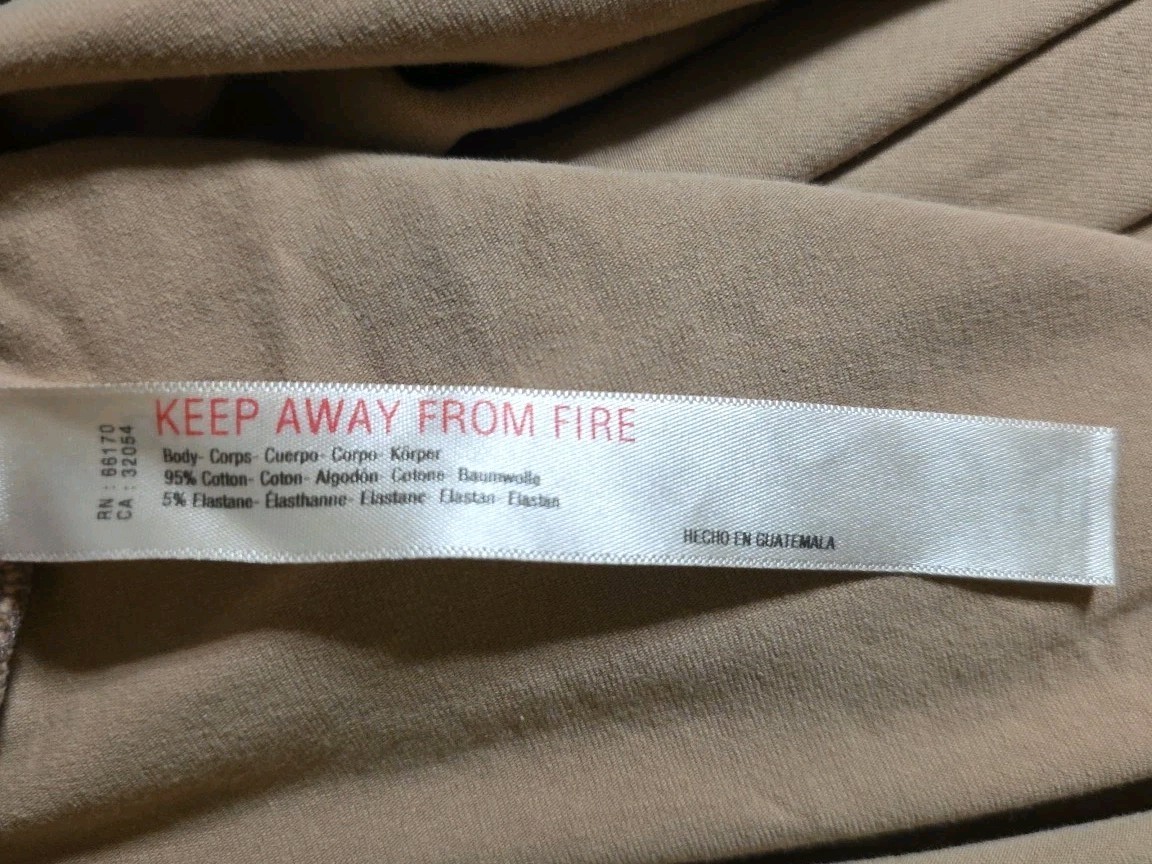 RN : 66170
CA : 32054
KEEP AWAY FROM FIRE
Body- Corps- Cuerpo- Corpo- Körper
95% Cotton- Coton- Algodón- Cotone- Baumwolle
5% Elastane- Élasthanne- Elastane- Elastan- Elastan
HECHO EN GUATEMALA